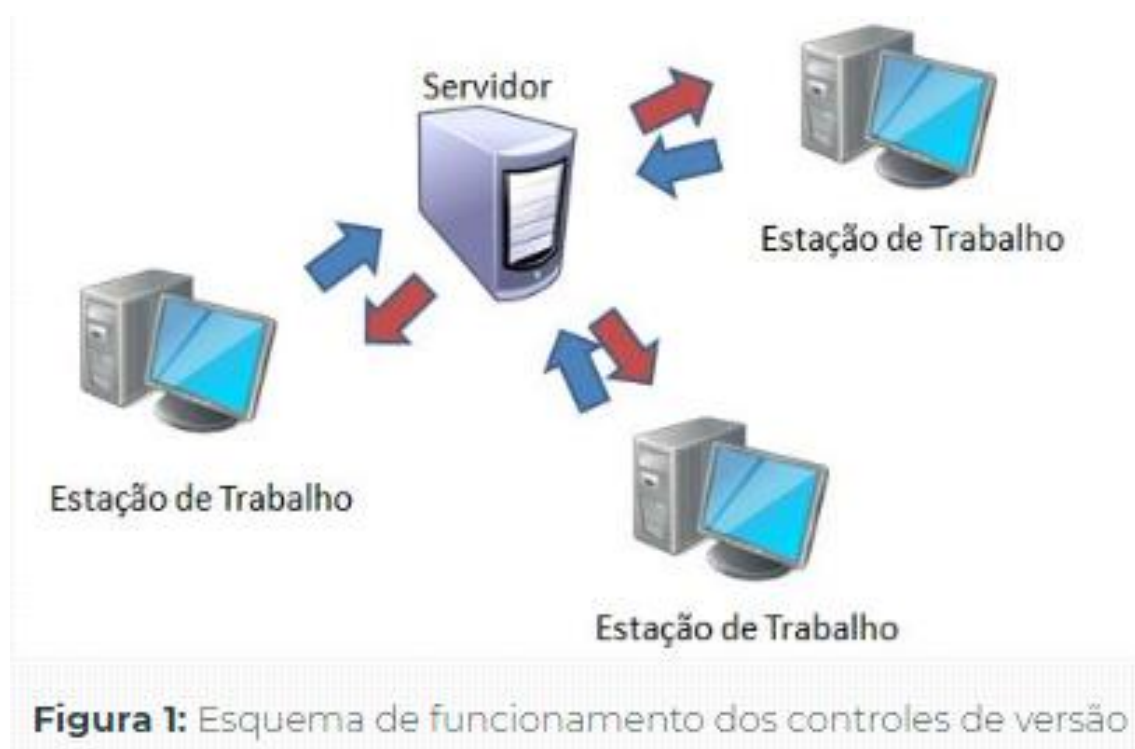 Servidor
Estação de Trabalho
Estação de Trabalho
Estação de Trabalho
Figura 1: Esquema de funcionamento dos controles de versão